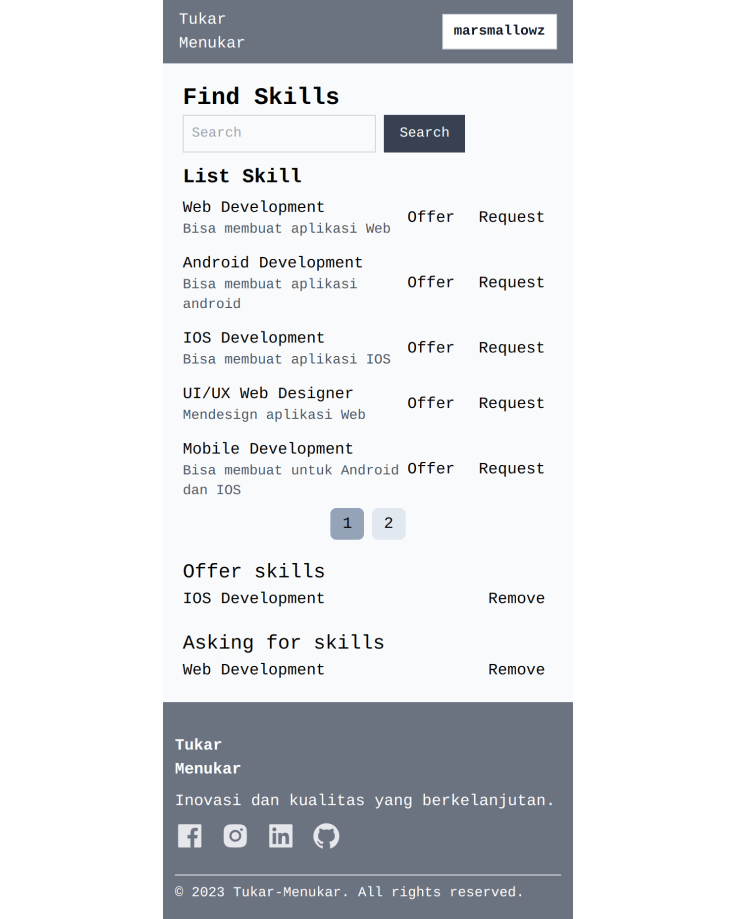 Tukar
Menukar
marsmallowz
Find Skills
Search
Search
List Skill
Web Development
Bisa membuat aplikasi Web
Offer
Request
Android Development
Bisa membuat aplikasi
android
Offer
Request
IOS Development
Bisa membuat aplikasi IOS
Offer
Request
UI/UX Web Designer
Mendesign aplikasi Web
Offer
Request
Mobile Development
Bisa membuat untuk Android
dan IOS
Offer
Request
1
2
Offer skills
IOS Development
Remove
Asking for skills
Web Development
Remove
Tukar
Menukar
Inovasi dan kualitas yang berkelanjutan.
© 2023 Tukar-Menukar. All rights reserved.